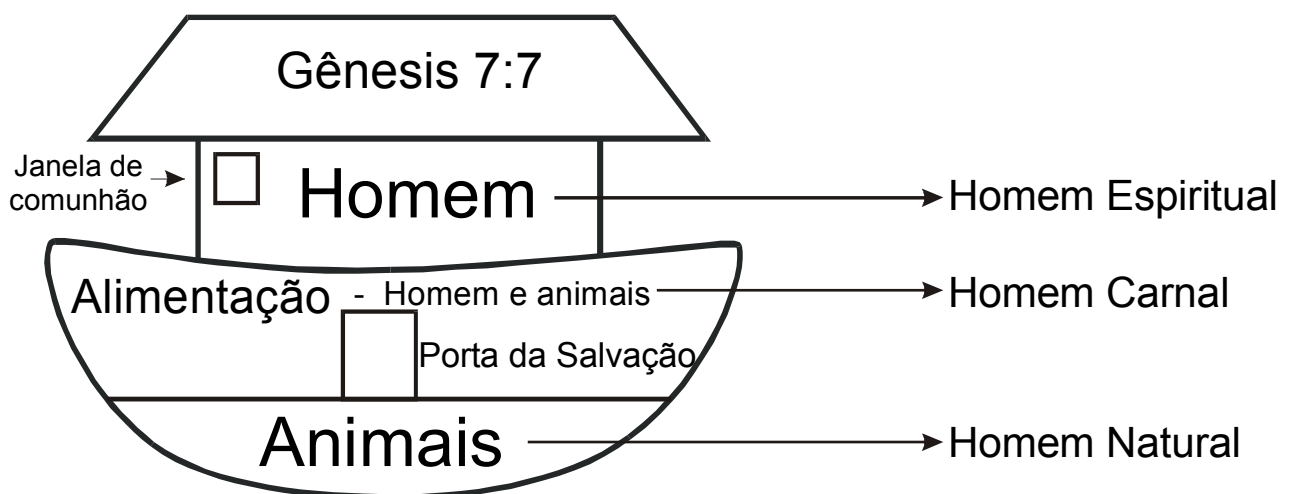 Gênesis 7:7
Janela de
comunhão
Homem
Homem Espiritual
Alimentação - Homem e animais
Homem Carnal
Porta da Salvação
Animais
Homem Natural